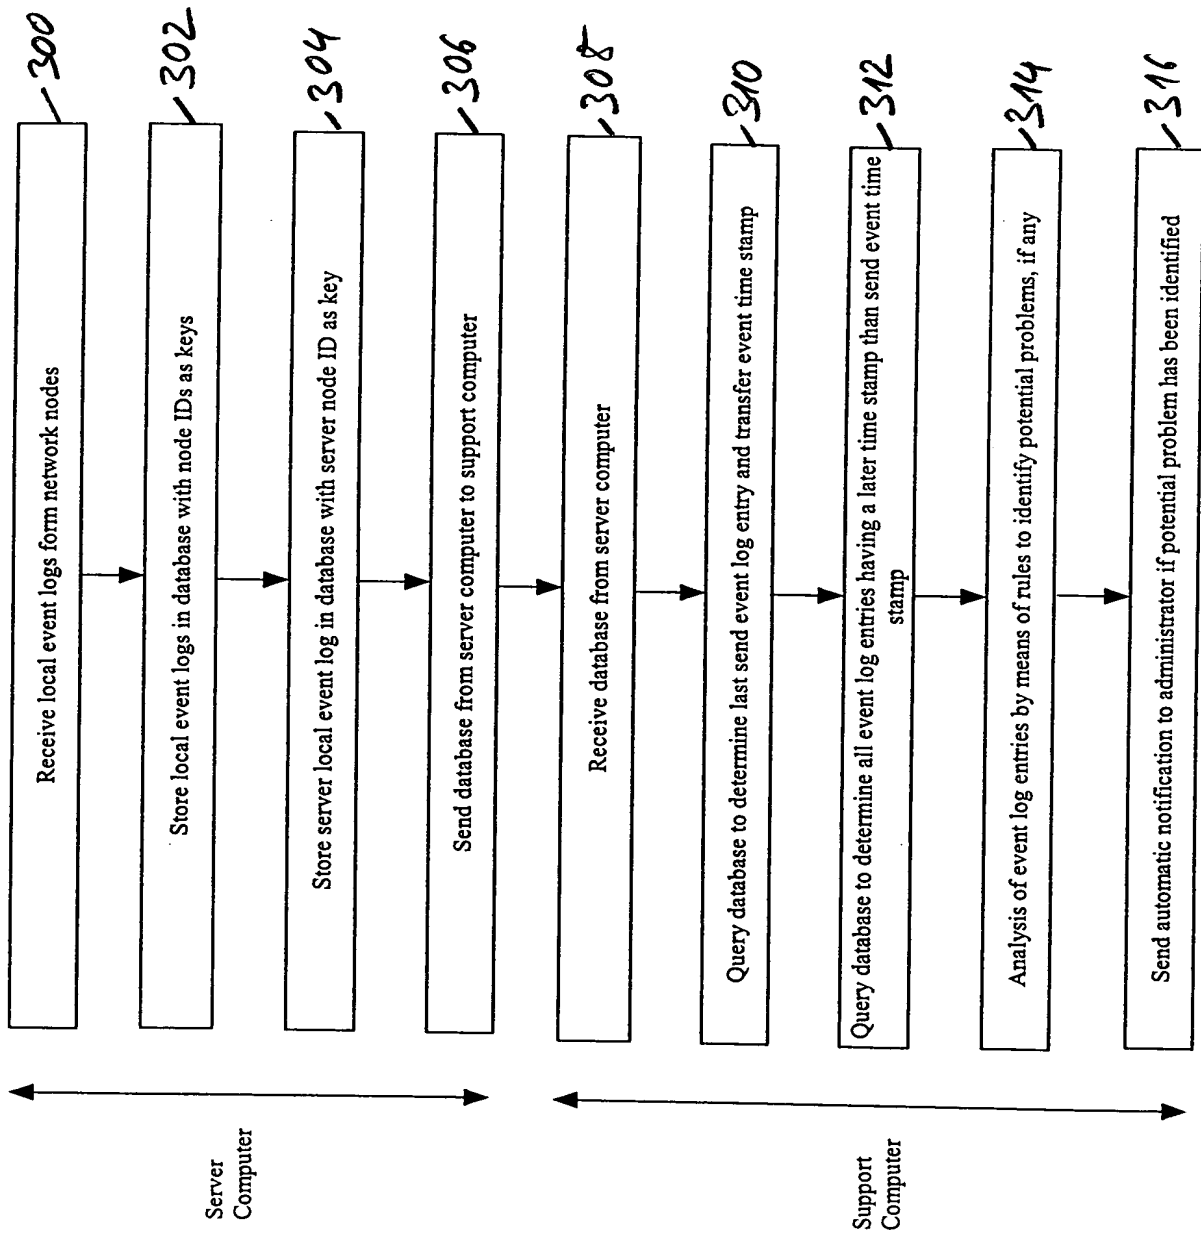 Server
Computer
Receive local event logs form network nodes
300
Store local event logs in database with node IDs as keys
302
Store server local event log in database with server node ID as key
304
Send database from server computer to support computer
306
Support
Computer
Receive database from server computer
308
Query database to determine last send event log entry and transfer event time stamp
310
Query database to determine all event log entries having a later time stamp than send event time
stamp
312
Analysis of event log entries by means of rules to identify potential problems, if any
314
Send automatic notification to administrator if potential problem has been identified
316